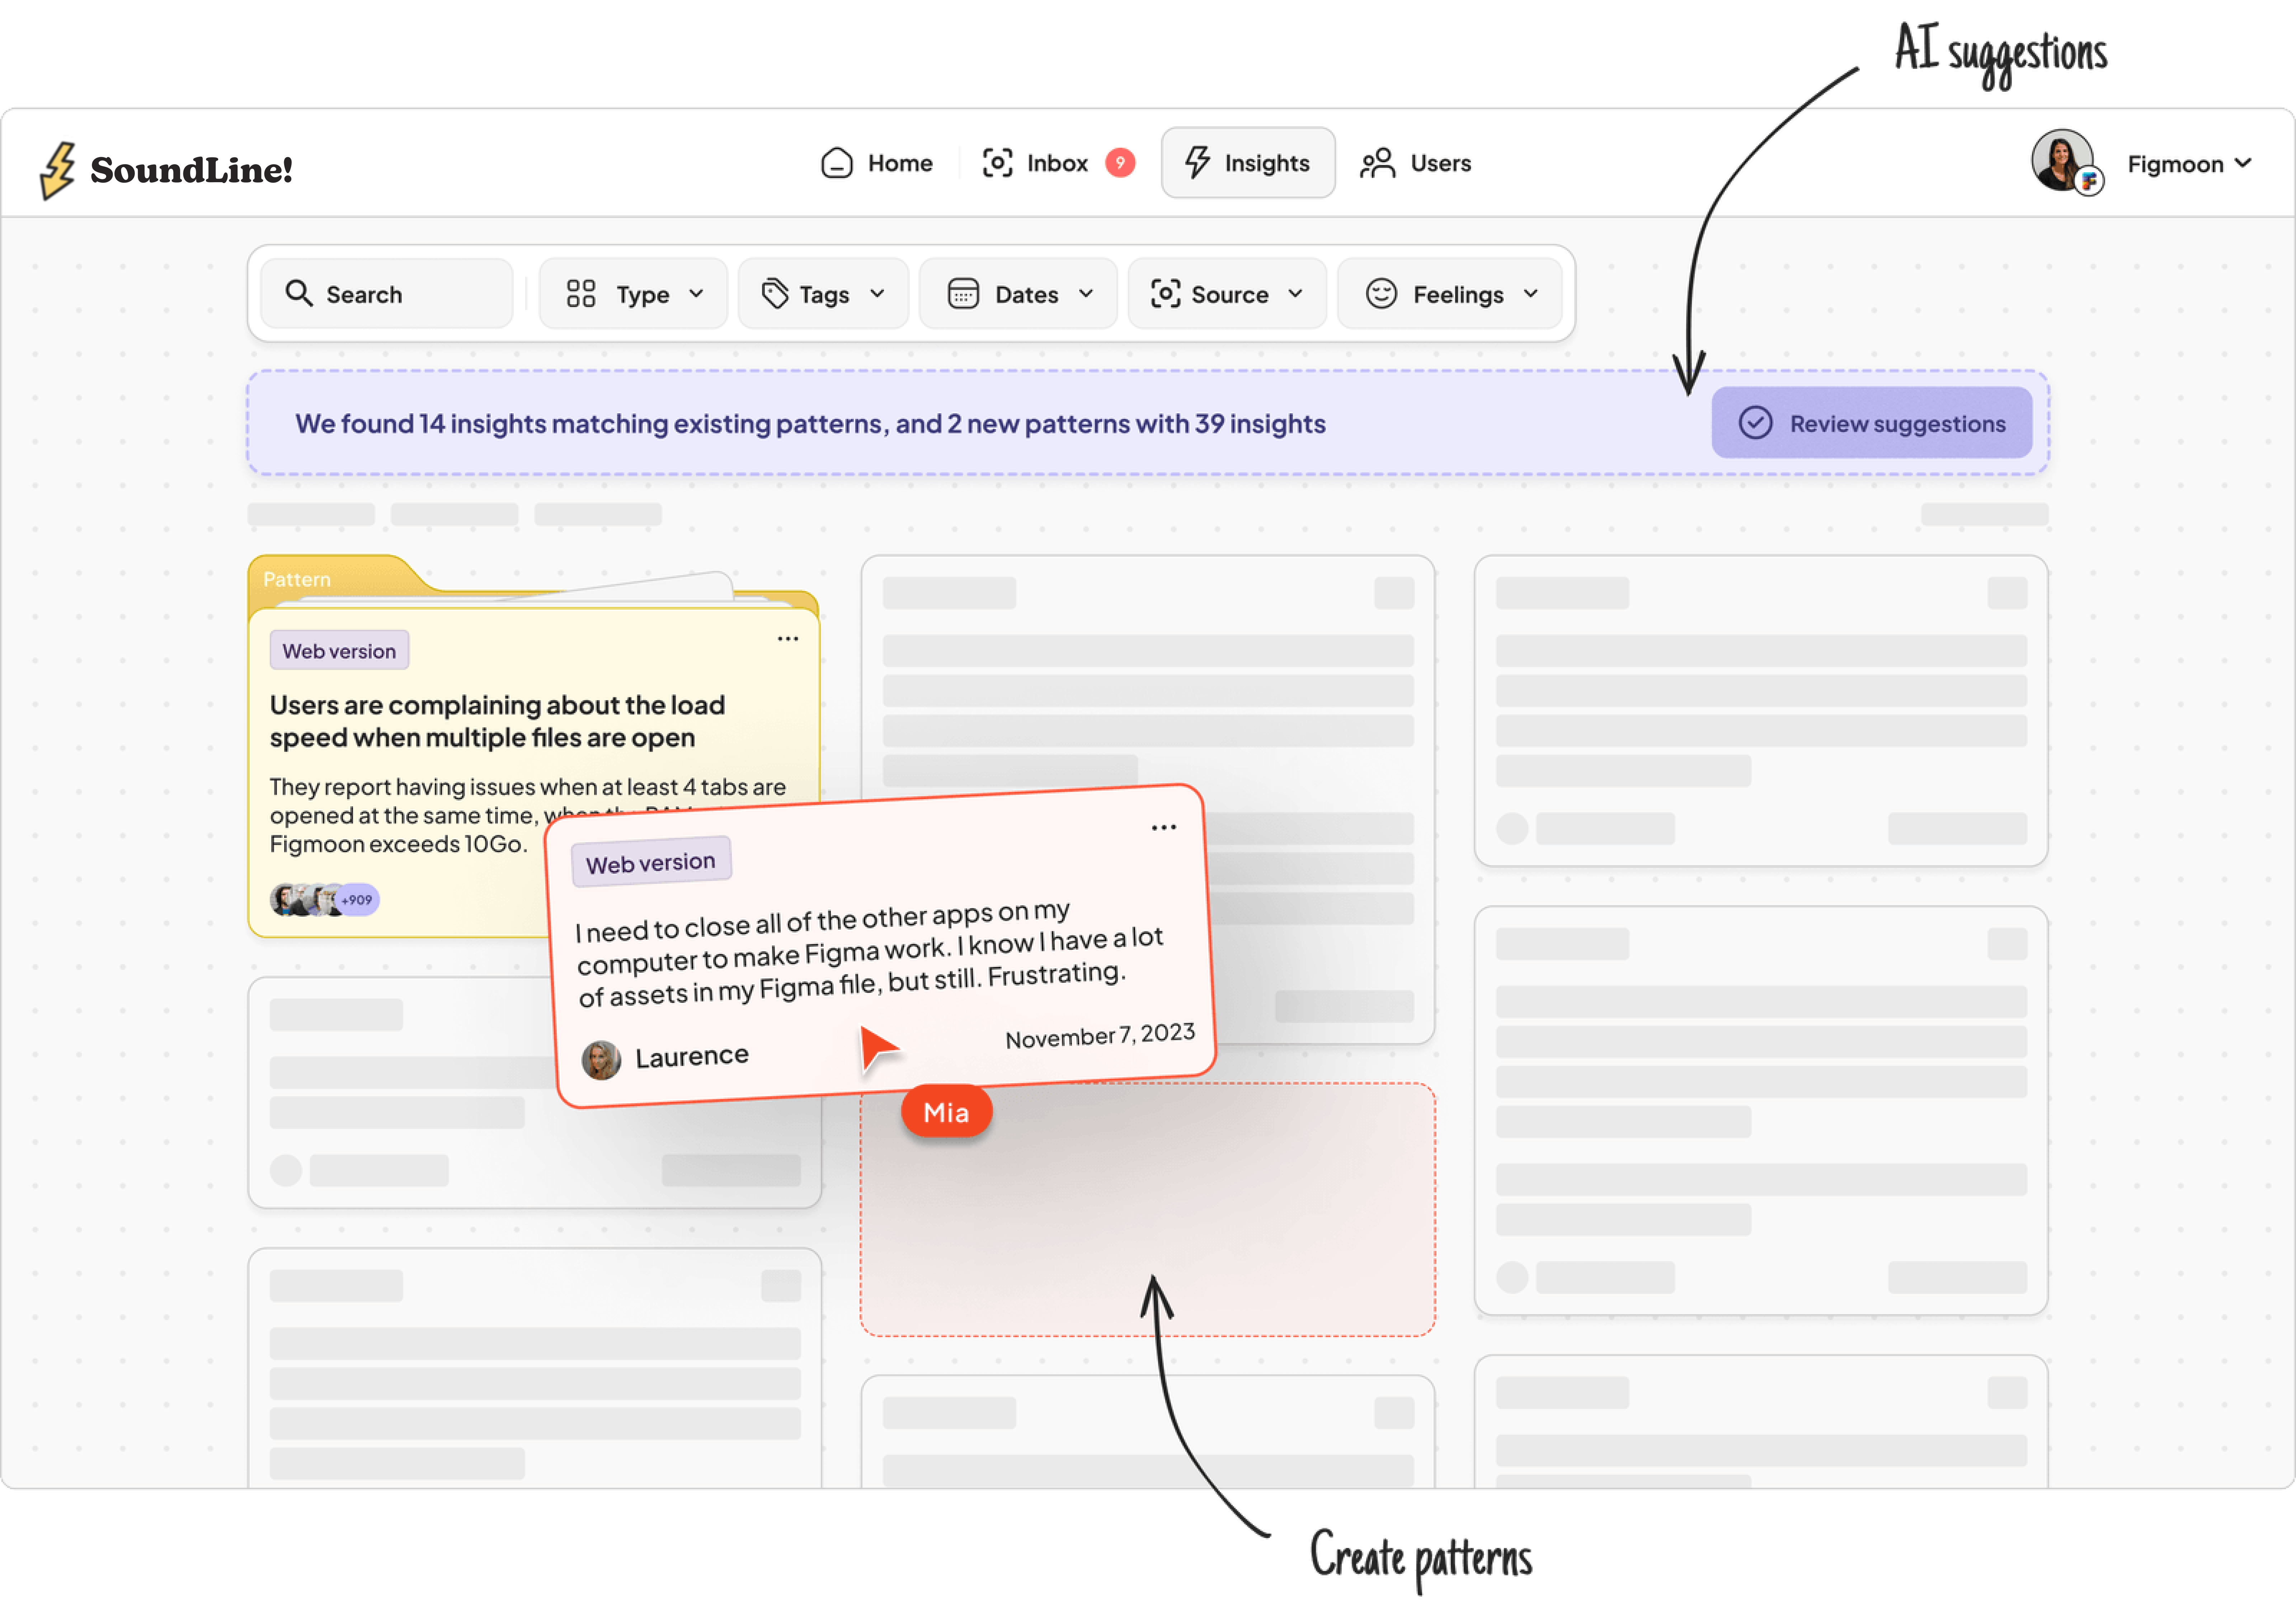 AI suggestions
SoundLine!
Home
Inbox 9
Insights
Users
Figmoon
Search
Type
Tags
Dates
Source
Feelings
We found 14 insights matching existing patterns, and 2 new patterns with 39 insights
Review suggestions
Pattern
Web version
Users are complaining about the load
speed when multiple files are open
They report having issues when at least 4 tabs are
opened at the same time,
Figmoon exceeds 10Go.
+909
Web version
I need to close all of the other apps on my
computer to make Figma work. I know I have a lot
of assets in my Figma file, but still. Frustrating.
Laurence
November 7, 2023
Mia
Create patterns